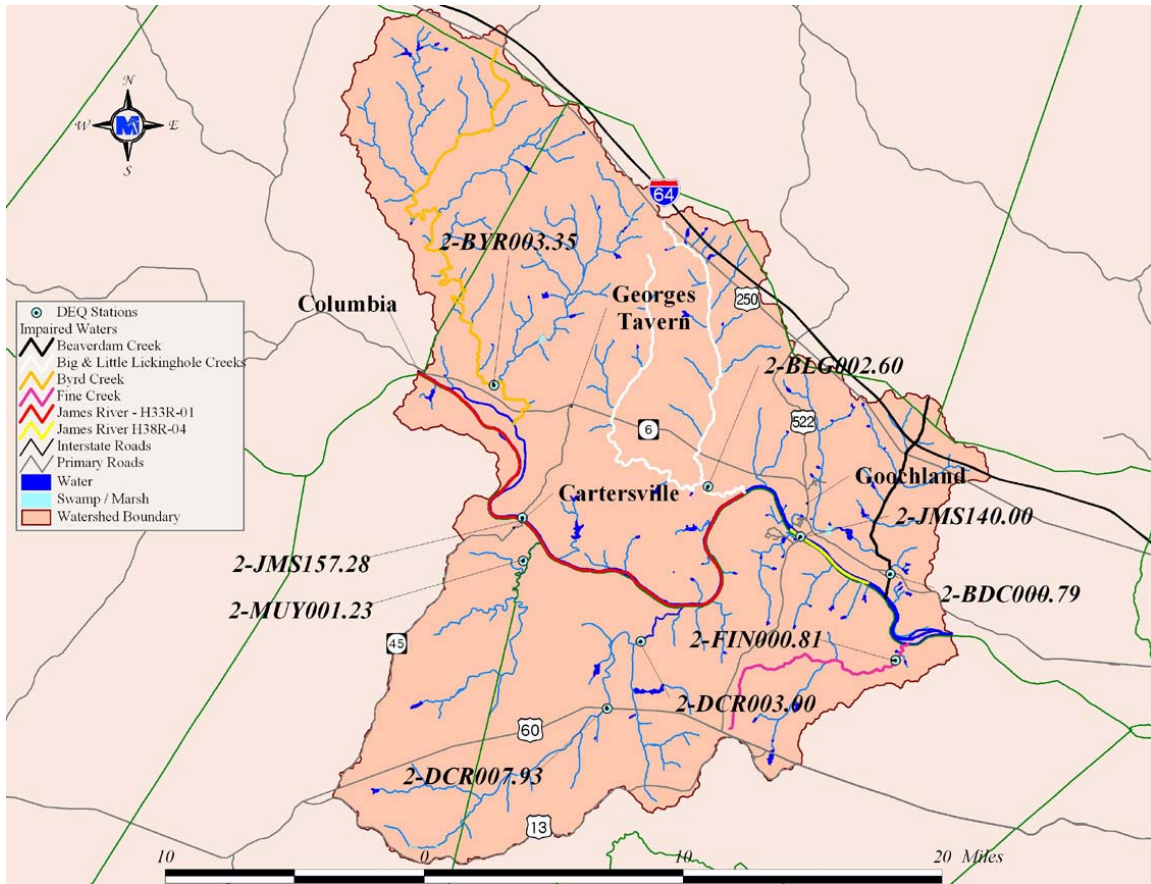 N
W
E
S
64
2-BYR003.35
Columbia
Georges
Tavern
250
2-BLG002.60
DEQ Stations
Impaired Waters
Beaverdam Creek
Big & Little Lickinghole Creeks
Byrd Creek
Fine Creek
James River - H33R-01
James River H38R-04
Interstate Roads
Primary Roads
Water
Swamp / Marsh
Watershed Boundary
6
522
Cartersville
Goochland
2-JMS140.00
2-JMS157.28
2-BDC000.79
2-MUY001.23
2-FIN000.81
45
2-DCR003.00
60
2-DCR007.93
13
10 0 10 20 Miles